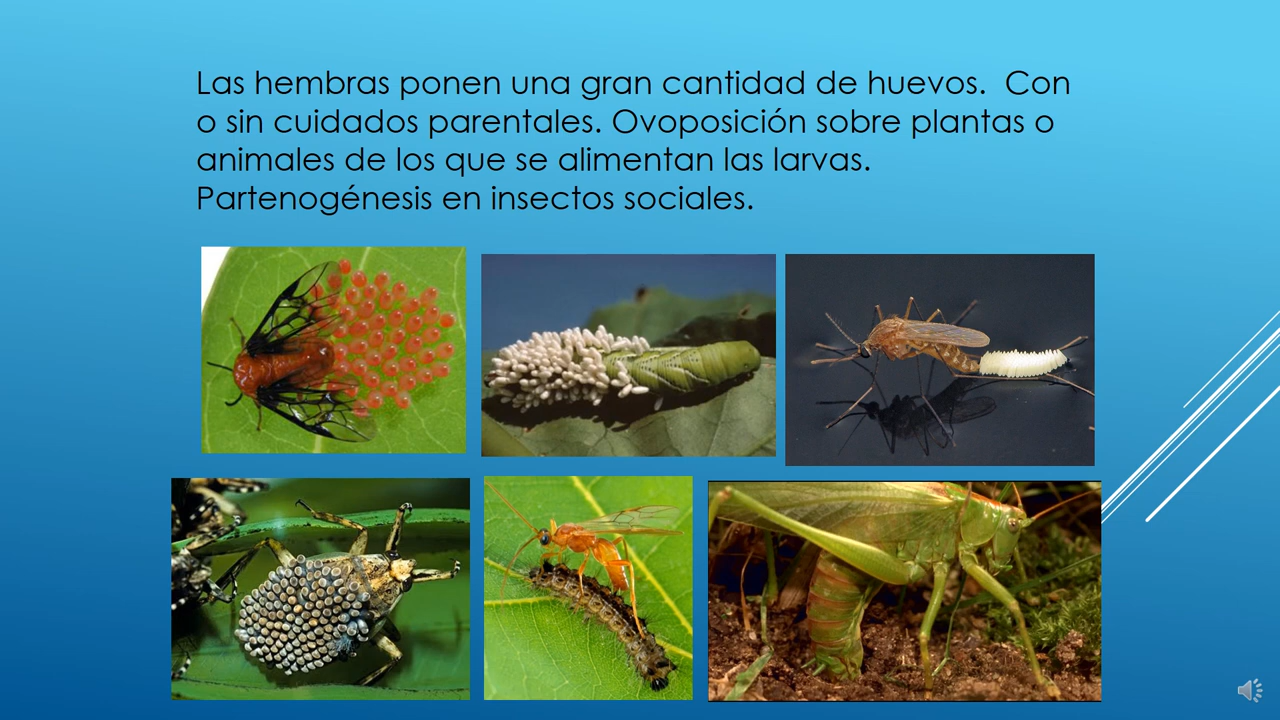 Las hembras ponen una gran cantidad de huevos.  Con
o sin cuidados parentales. Ovoposición sobre plantas o
animales de los que se alimentan las larvas.
Partenogénesis en insectos sociales.